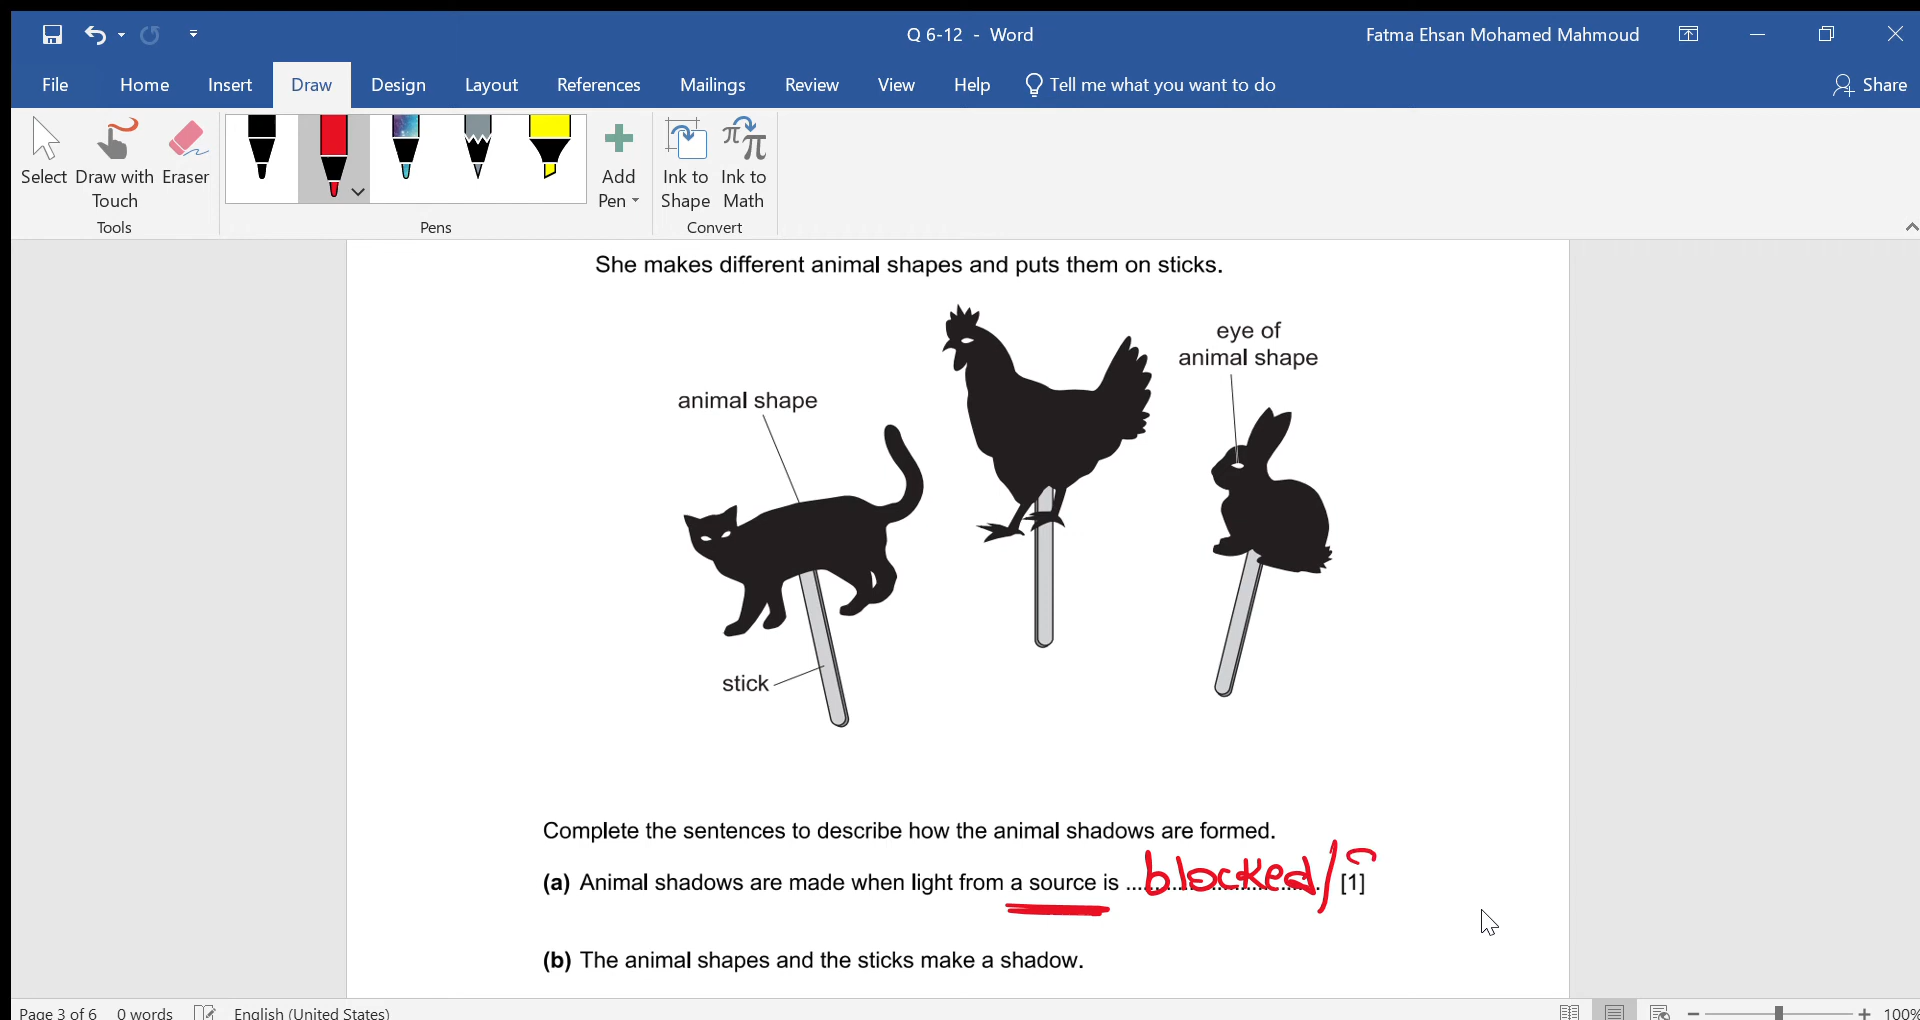 Q 6-12 - Word
Fatma Ehsan Mohamed Mahmoud
File Home Insert Draw Design Layout References Mailings Review View Help Tell me what you want to do Share
Select
Draw with Touch
Eraser
Add Pen
Ink to Shape
Ink to Math
Tools Pens Convert
She makes different animal shapes and puts them on sticks.
eye of
animal shape
animal shape
stick
Complete the sentences to describe how the animal shadows are formed.
(a) Animal shadows are made when light from a source is .......... blocked/ [1]
(b) The animal shapes and the sticks make a shadow.
Page 3 of 6 0 words English (United States) 100%